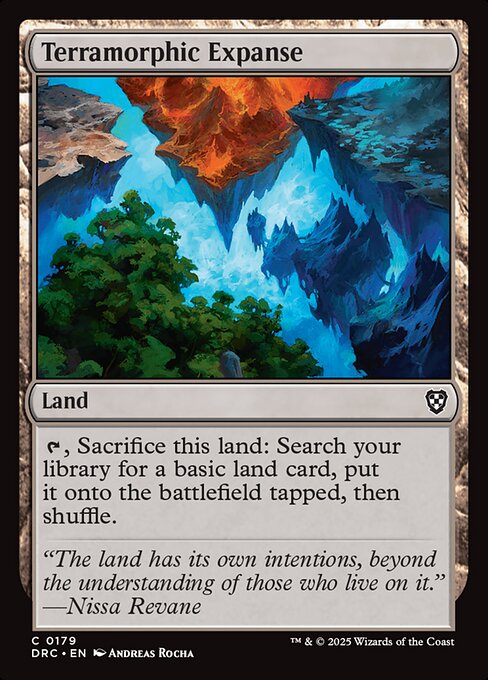 Terramorphic Expanse
Land
, Sacrifice this land: Search your
library for a basic land card, put
it onto the battlefield tapped, then
shuffle.
“The land has its own intentions, beyond
the understanding of those who live on it.”
—Nissa Revane
C 0179
DRC • EN Andreas Rocha
™ & © 2025 Wizards of the Coast